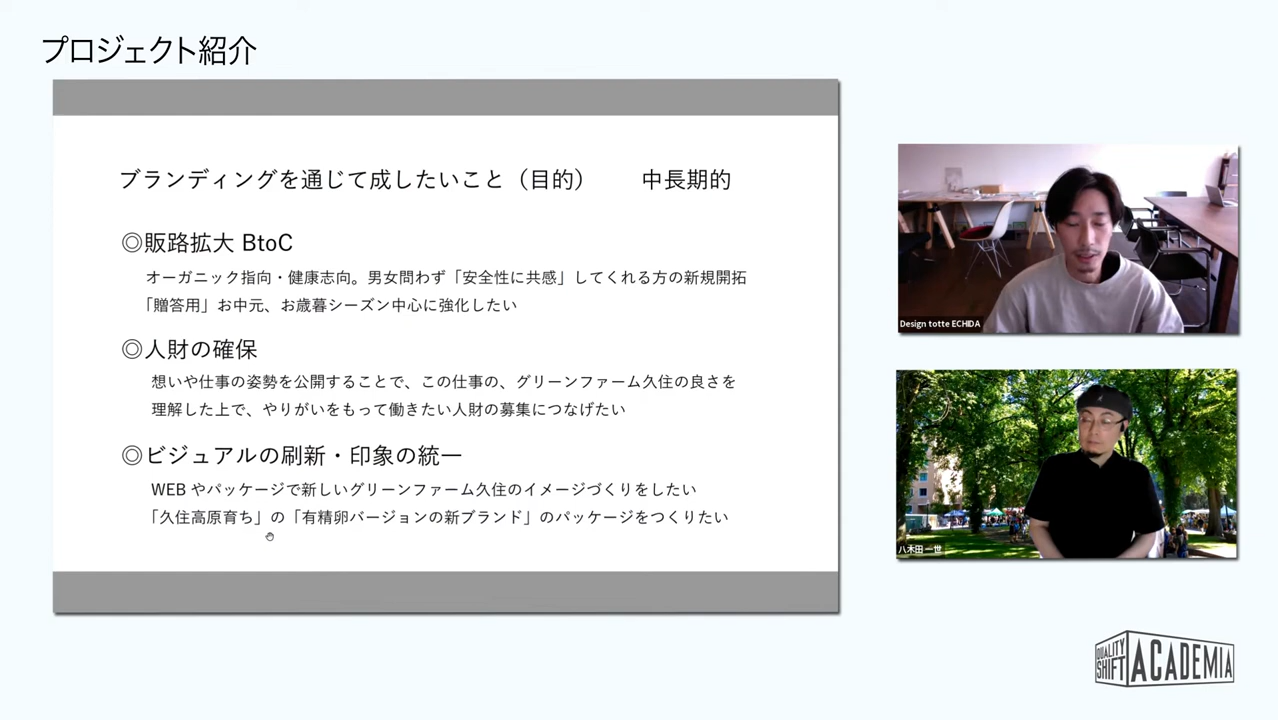 プロジェクト紹介
ブランディングを通じて成したいこと（目的）　　中長期的
◎販路拡大 BtoC
オーガニック指向・健康志向。男女問わず「安全性に共感」してくれる方の新規開拓
「贈答用」お中元、お歳暮シーズン中心に強化したい
◎人財の確保
想いや仕事の姿勢を公開することで、この仕事の、グリーンファーム久住の良さを
理解した上で、やりがいをもって働きたい人財の募集につなげたい
◎ビジュアルの刷新・印象の統一
WEB やパッケージで新しいグリーンファーム久住のイメージづくりをしたい
「久住高原育ち」の「有精卵バージョンの新ブランド」のパッケージをつくりたい
Design totte ECHIDA
八木田 一世
QUALITY
SHIFT
ACADEMIA